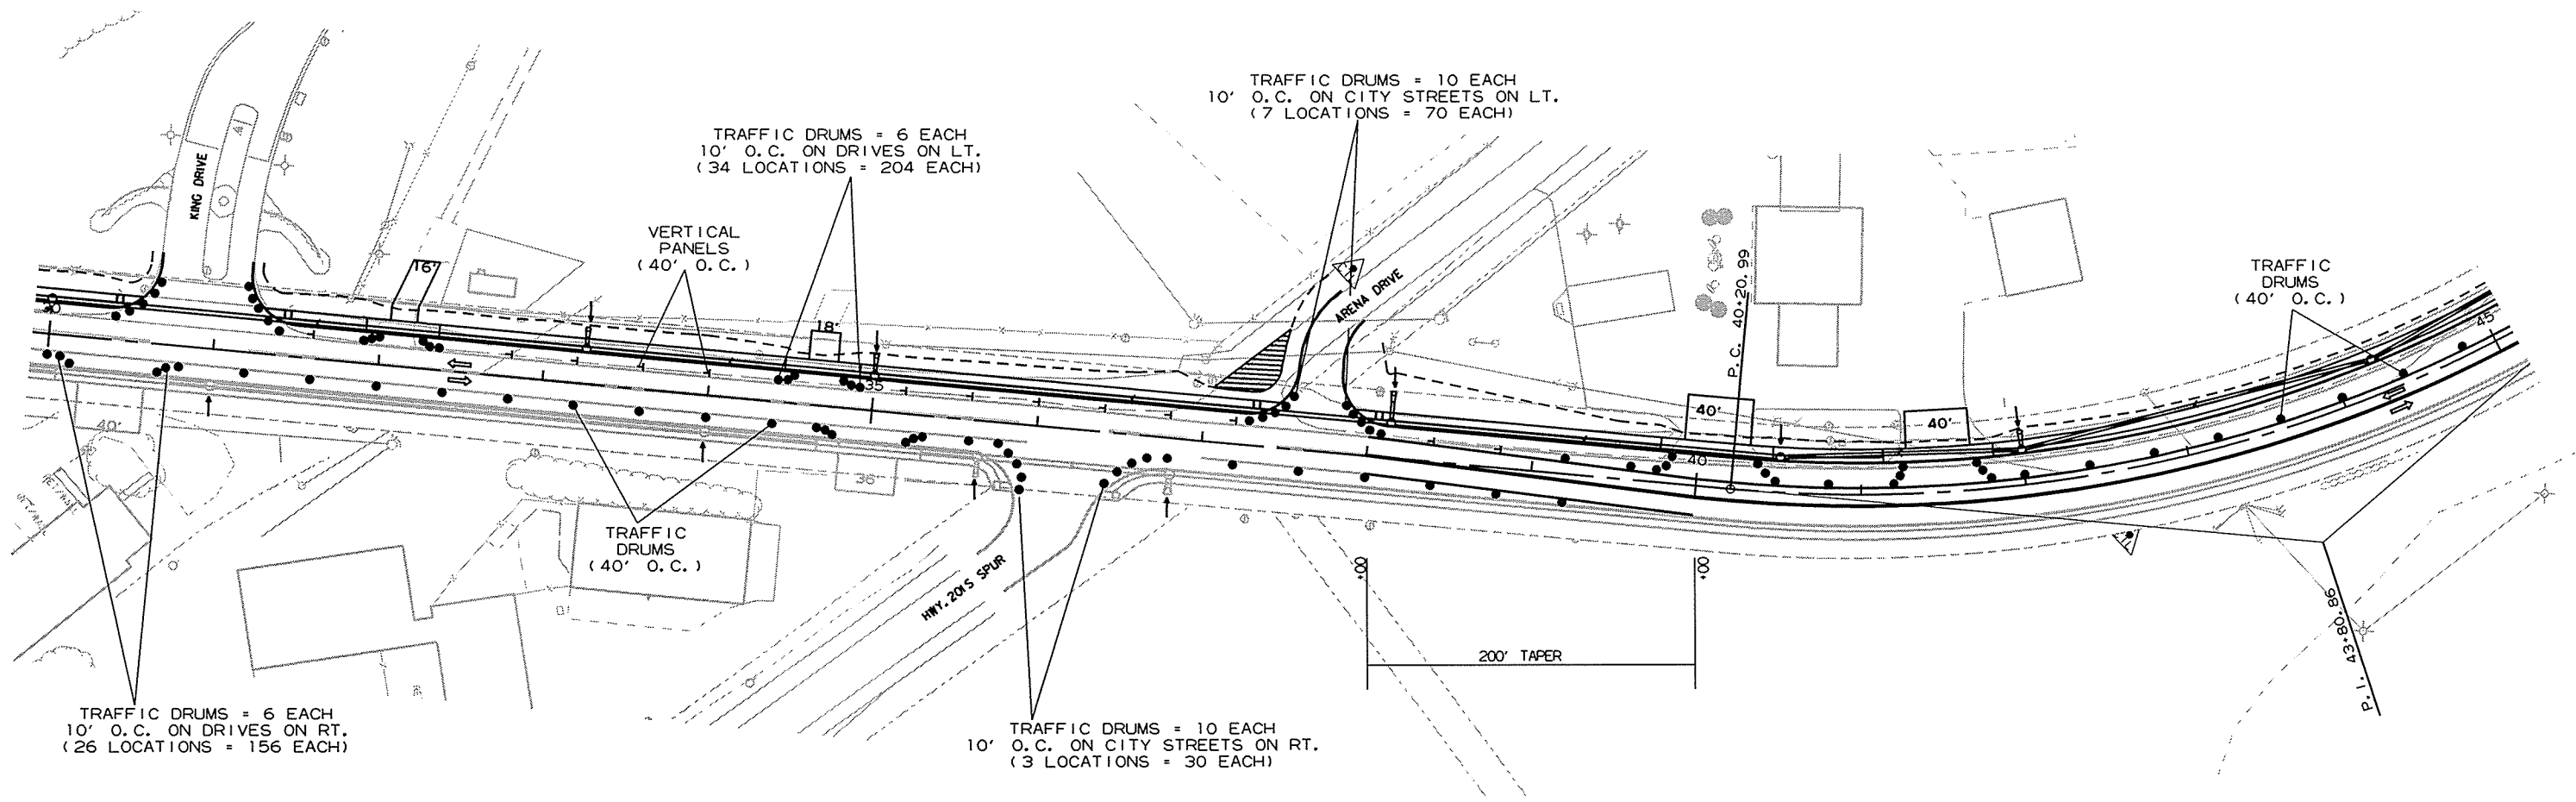 TRAFFIC DRUMS = 10 EACH
10' O.C. ON CITY STREETS ON LT.
(7 LOCATIONS = 70 EACH)
TRAFFIC DRUMS = 6 EACH
10' O.C. ON DRIVES ON LT.
(34 LOCATIONS = 204 EACH)
KING DRIVE
VERTICAL
PANELS
(40' O.C.)
16'
18'
ARENA DRIVE
P.C. 40+20.99
TRAFFIC
DRUMS
(40' O.C.)
30
35
40'
40'
40
45
40'
36'
TRAFFIC
DRUMS
(40' O.C.)
HWY. 201S SPUR
+00
+00
200' TAPER
P.I. 43+80.86
TRAFFIC DRUMS = 6 EACH
10' O.C. ON DRIVES ON RT.
(26 LOCATIONS = 156 EACH)
TRAFFIC DRUMS = 10 EACH
10' O.C. ON CITY STREETS ON RT.
(3 LOCATIONS = 30 EACH)